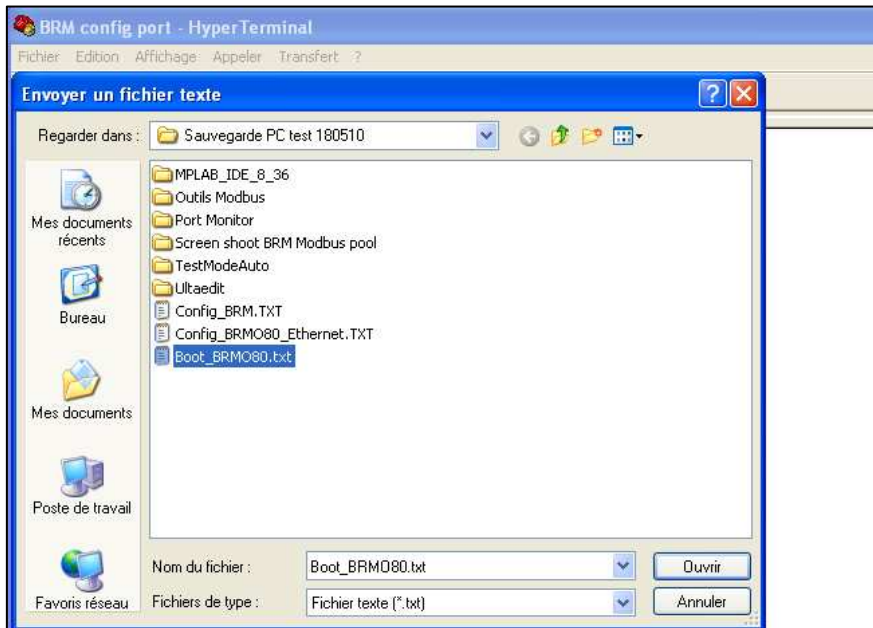 BRM config port - HyperTerminal
Fichier Edition Affichage Appeler Transfert ?
Envoyer un fichier texte
Regarder dans : Sauvegarde PC test 180510
MPLAB_IDE_8_36
Outils Modbus
Port Monitor
Screen shoot BRM Modbus pool
TestModeAuto
Ultaedit
Config_BRM.TXT
Config_BRMO80_Ethernet.TXT
Boot_BRMO80.txt
Mes documents
récents
Bureau
Mes documents
Poste de travail
Favoris réseau
Nom du fichier : Boot_BRMO80.txt Ouvrir
Fichiers de type : Fichier texte (*.txt) Annuler